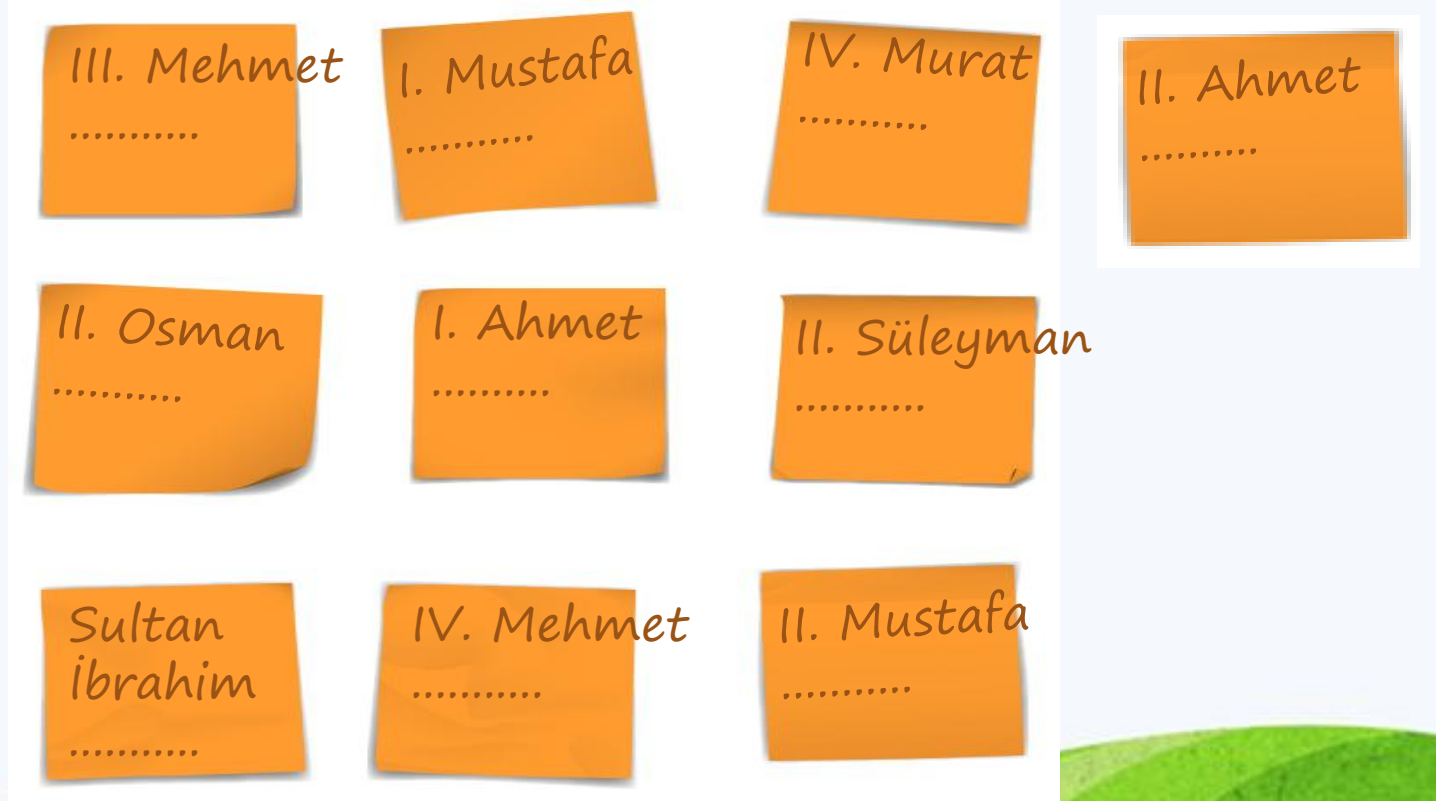 III. Mehmet
...........
I. Mustafa
...........
IV. Murat
...........
II. Ahmet
..........
II. Osman
...........
I. Ahmet
..........
II. Süleyman
...........
Sultan
İbrahim
...........
IV. Mehmet
...........
II. Mustafa
...........